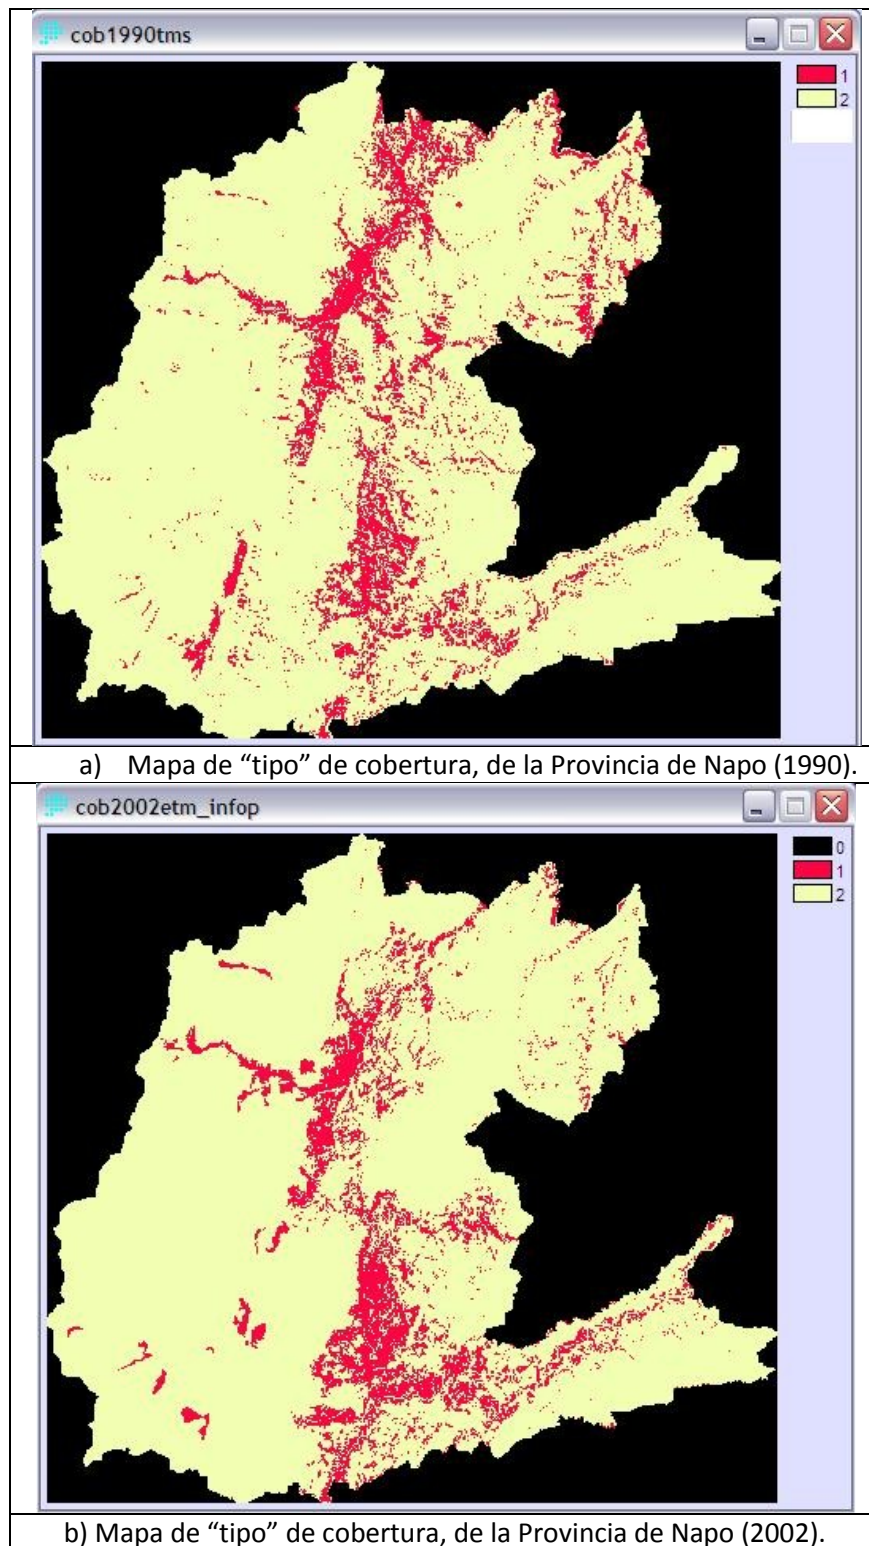 cob1990tms
1
2
a) Mapa de “tipo” de cobertura, de la Provincia de Napo (1990).
cob2002etm_infop
0
1
2
b) Mapa de “tipo” de cobertura, de la Provincia de Napo (2002).